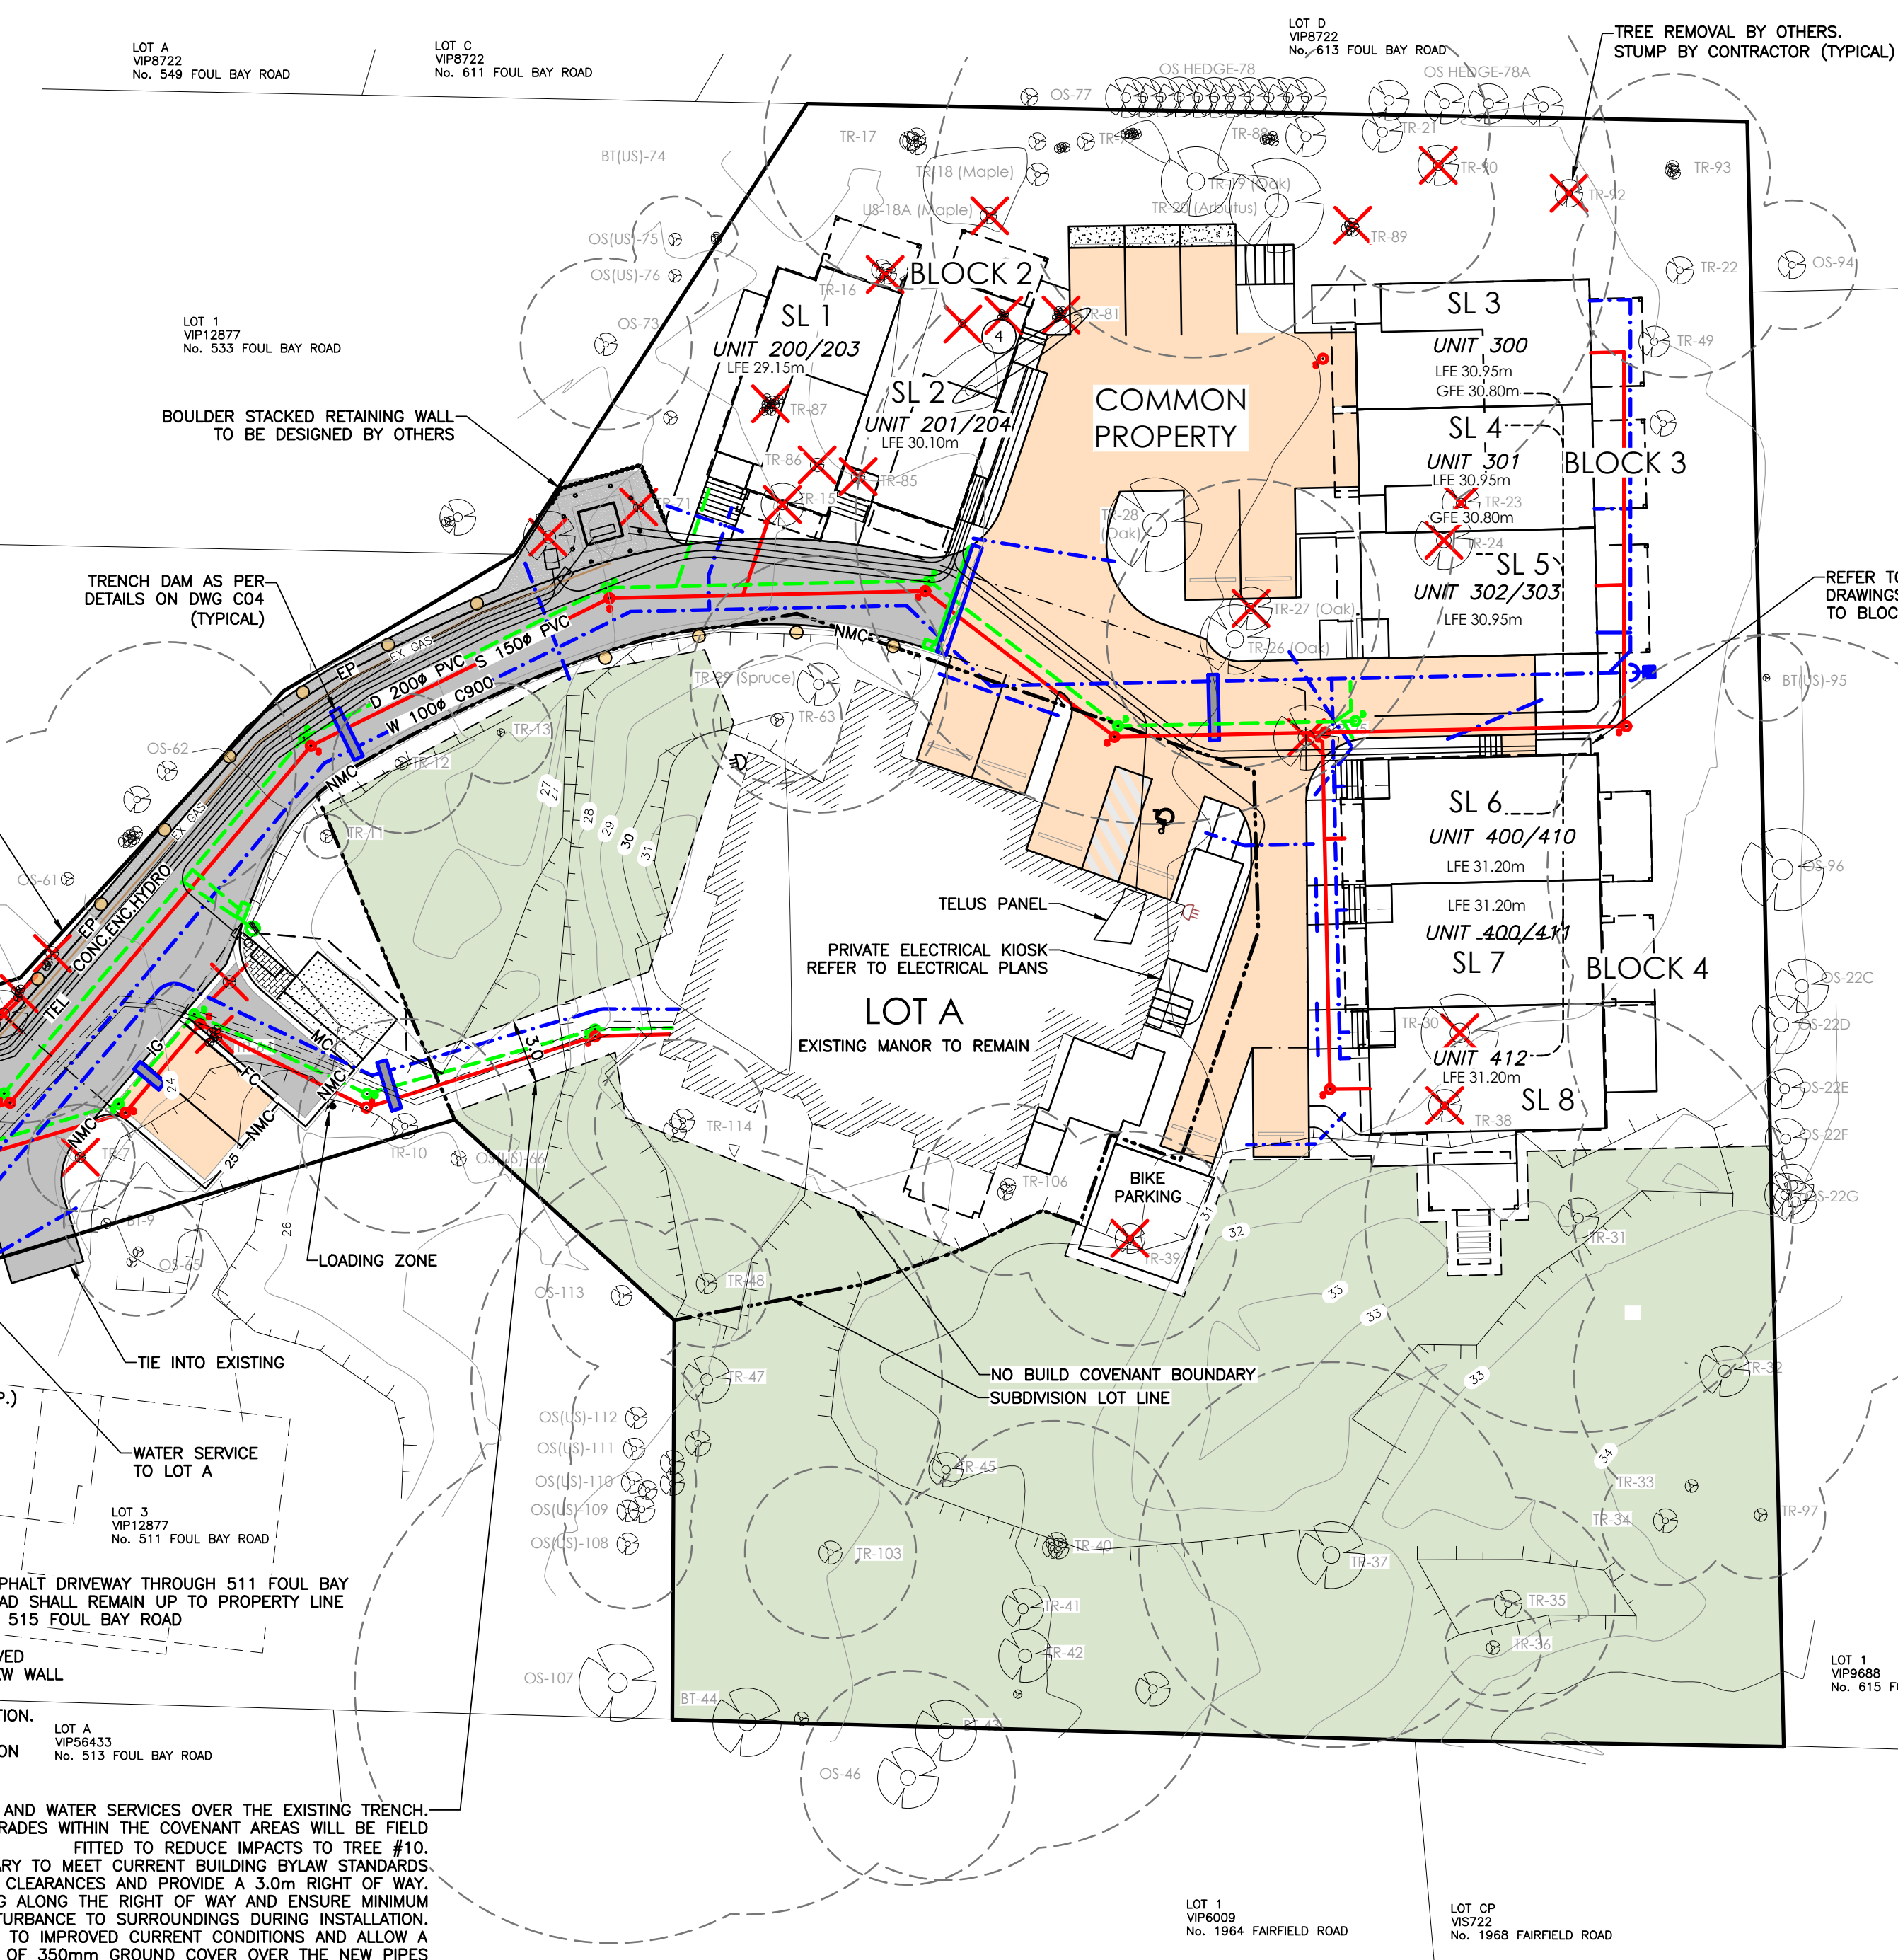 LOT A
VIP8722
No. 549 FOUL BAY ROAD
LOT C
VIP8722
No. 611 FOUL BAY ROAD
LOT D
VIP8722
No. 613 FOUL BAY ROAD
TREE REMOVAL BY OTHERS.
STUMP BY CONTRACTOR (TYPICAL)
OS HEDGE-78
OS HEDGE-78A
OS-77
TR-17
TR-88
TR-21
BT(US)-74
TR-18 (Maple)
TR-19 (Oak)
TR-90
TR-93
US-18A (Maple)
TR-20 (Arbutus)
TR-92
OS(US)-75
TR-89
OS(US)-76
TR-16
BLOCK 2
TR-22
OS-94
LOT 1
VIP12877
No. 533 FOUL BAY ROAD
OS-73
SL 1
UNIT 200/203
LFE 29.15m
TR-81
4
SL 3
UNIT 300
LFE 30.95m
GFE 30.80m
TR-49
SL 2
UNIT 201/204
LFE 30.10m
TR-87
COMMON
PROPERTY
SL 4
UNIT 301
LFE 30.95m
GFE 30.80m
BLOCK 3
BOULDER STACKED RETAINING WALL
TO BE DESIGNED BY OTHERS
TR-86
TR-85
TR-15
TR-71
TR-28
(Oak)
TR-23
TR-24
SL 5
UNIT 302/303
LFE 30.95m
TRENCH DAM AS PER
DETAILS ON DWG C04
(TYPICAL)
TR-27 (Oak)
TR-26 (Oak)
EP
EX GAS
D 200ø PVC S 150ø PVC
W 100ø C900
NMC
NMC
TR-29 (Spruce)
TR-63
TR-13
TR-12
TR-11
BT(US)-95
OS-62
OS-61
EX GAS
EP
CONC.ENC.HYDRO
TEL
27
27
28
29
30
31
SL 6
UNIT 400/410
LFE 31.20m
LFE 31.20m
UNIT 400/411
SL 7
BLOCK 4
OS-96
TELUS PANEL
PRIVATE ELECTRICAL KIOSK
REFER TO ELECTRICAL PLANS
LOT A
EXISTING MANOR TO REMAIN
OS-22C
OS-22D
OS-22E
OS-22F
OS-22G
TR-30
UNIT 412
LFE 31.20m
SL 8
TR-38
3.0
IG
MC
FC
NMC
NMC
NMC
24
25
26
TR-7
BT-9
TR-10
OS(US)-66
OS-65
TR-114
TR-106
BIKE
PARKING
TR-39
31
32
33
33
33
34
TR-31
LOADING ZONE
OS-113
TR-48
TIE INTO EXISTING
TR-47
NO BUILD COVENANT BOUNDARY
SUBDIVISION LOT LINE
TR-32
OS(US)-112
OS(US)-111
OS(US)-110
OS(US)-109
OS(US)-108
WATER SERVICE
TO LOT A
TR-45
TR-33
TR-34
TR-97
LOT 3
VIP12877
No. 511 FOUL BAY ROAD
TR-103
TR-40
TR-37
PHALT DRIVEWAY THROUGH 511 FOUL BAY
AD SHALL REMAIN UP TO PROPERTY LINE
515 FOUL BAY ROAD
TR-41
TR-42
TR-35
TR-36
VED
EW WALL
OS-107
BT-44
BT-43
OS-46
LOT 1
VIP9688
No. 615
TION.
ON
LOT A
VIP56433
No. 513 FOUL BAY ROAD
AND WATER SERVICES OVER THE EXISTING TRENCH.
RADES WITHIN THE COVENANT AREAS WILL BE FIELD
FITTED TO REDUCE IMPACTS TO TREE #10.
ARY TO MEET CURRENT BUILDING BYLAW STANDARDS
CLEARANCES AND PROVIDE A 3.0m RIGHT OF WAY.
G ALONG THE RIGHT OF WAY AND ENSURE MINIMUM
TURBANCE TO SURROUNDINGS DURING INSTALLATION.
TO IMPROVED CURRENT CONDITIONS AND ALLOW A
OF 350mm GROUND COVER OVER THE NEW PIPES
LOT 1
VIP6009
No. 1964 FAIRFIELD ROAD
LOT CP
VIS722
No. 1968 FAIRFIELD ROAD
REFER TO
DRAWINGS
TO BLOC